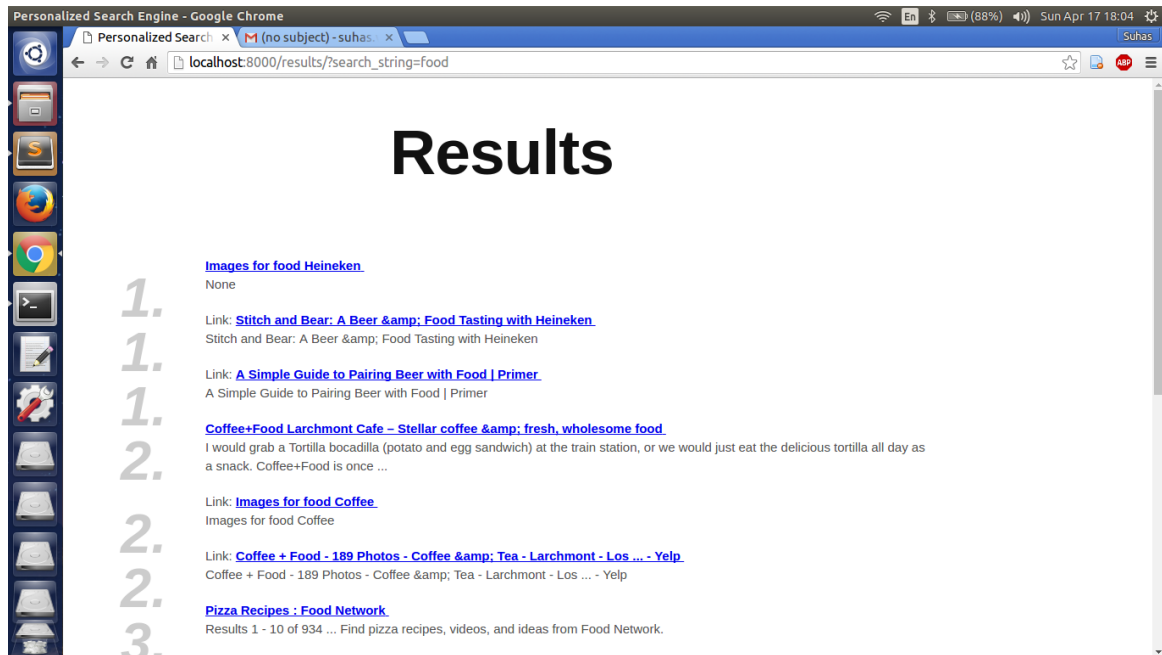 Personalized Search Engine - Google Chrome
En (88%) Sun Apr 17 18:04
Personalized Search × M (no subject) - suhas. × Suhas
localhost:8000/results/?search_string=food ABP
Results
Images for food Heineken
1. None
Link: Stitch and Bear: A Beer &amp; Food Tasting with Heineken
1. Stitch and Bear: A Beer &amp; Food Tasting with Heineken
Link: A Simple Guide to Pairing Beer with Food | Primer
1. A Simple Guide to Pairing Beer with Food | Primer
Coffee+Food Larchmont Cafe – Stellar coffee &amp; fresh, wholesome food
2. I would grab a Tortilla bocadilla (potato and egg sandwich) at the train station, or we would just eat the delicious tortilla all day as
a snack. Coffee+Food is once ...
Link: Images for food Coffee
2. Images for food Coffee
Link: Coffee + Food - 189 Photos - Coffee &amp; Tea - Larchmont - Los ... - Yelp
2. Coffee + Food - 189 Photos - Coffee &amp; Tea - Larchmont - Los ... - Yelp
Pizza Recipes : Food Network
3. Results 1 - 10 of 934 ... Find pizza recipes, videos, and ideas from Food Network.